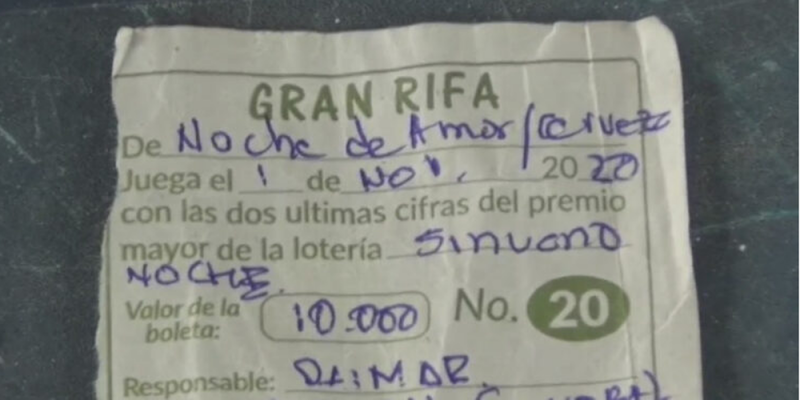 GRAN RIFA
De Noche de Amor/Cerveza
Juega el 1 de NOV. 2020
con las dos ultimas cifras del premio
mayor de la lotería sinuano
NOCHE.
Valor de la boleta: 10.000 No. 20
Responsable: DAIMAR